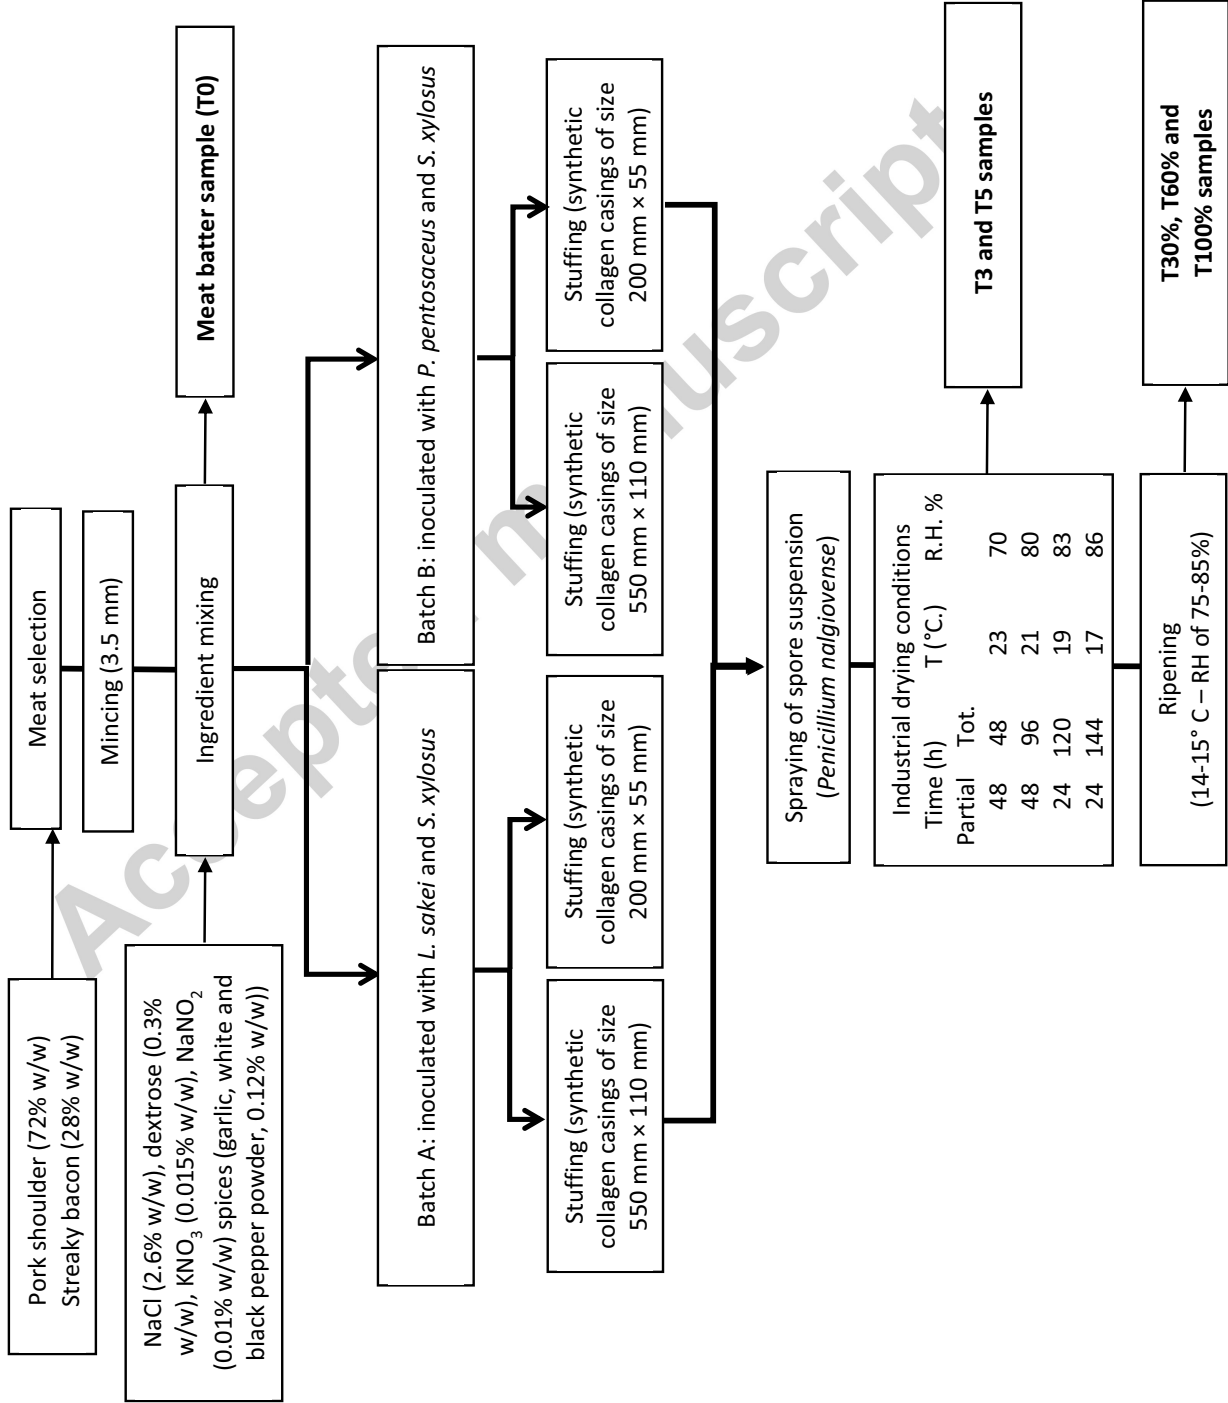 Pork shoulder (72% w/w)
Streaky bacon (28% w/w)
Meat selection
Mincing (3.5 mm)
NaCl (2.6% w/w), dextrose (0.3%
w/w), KNO3 (0.015% w/w), NaNO2
(0.01% w/w) spices (garlic, white and
black pepper powder, 0.12% w/w))
Ingredient mixing
Meat batter sample (T0)
Batch A: inoculated with L. sakei and S. xylosus
Batch B: inoculated with P. pentosaceus and S. xylosus
Stuffing (synthetic
collagen casings of size
550 mm × 110 mm)
Stuffing (synthetic
collagen casings of size
200 mm × 55 mm)
Stuffing (synthetic
collagen casings of size
550 mm × 110 mm)
Stuffing (synthetic
collagen casings of size
200 mm × 55 mm)
Spraying of spore suspension
(Penicillium nalgiovense)
Industrial drying conditions
Time (h) T (°C.) R.H. %
Partial Tot.
48 48 23 70
48 96 21 80
24 120 19 83
24 144 17 86
T3 and T5 samples
Ripening
(14-15° C – RH of 75-85%)
T30%, T60% and
T100% samples
Accepted manuscript